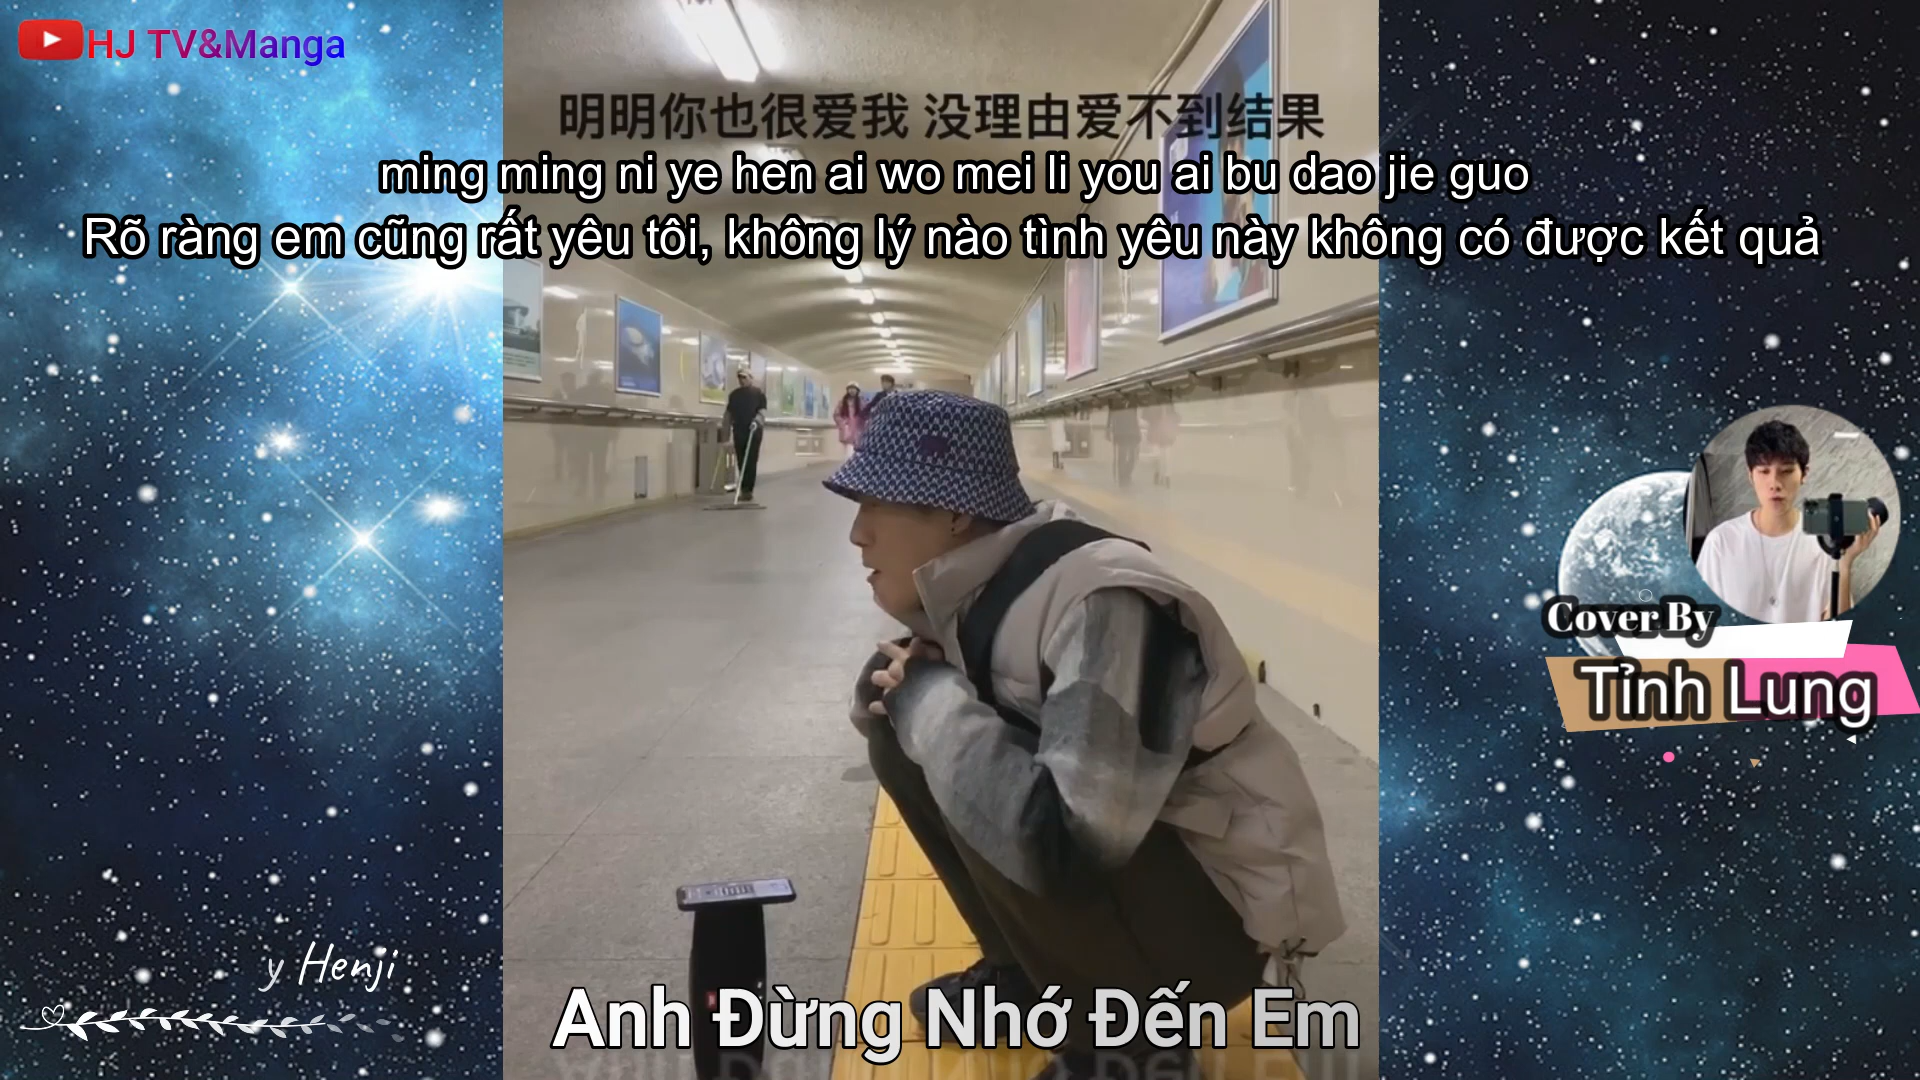 HJ TV&Manga
明明你也很爱我 没理由爱不到结果
ming ming ni ye hen ai wo mei li you ai bu dao jie guo
Rõ ràng em cũng rất yêu tôi, không lý nào tình yêu này không có được kết quả
Cover By
Tỉnh Lung
y Henji
Anh Đừng Nhớ Đến Em